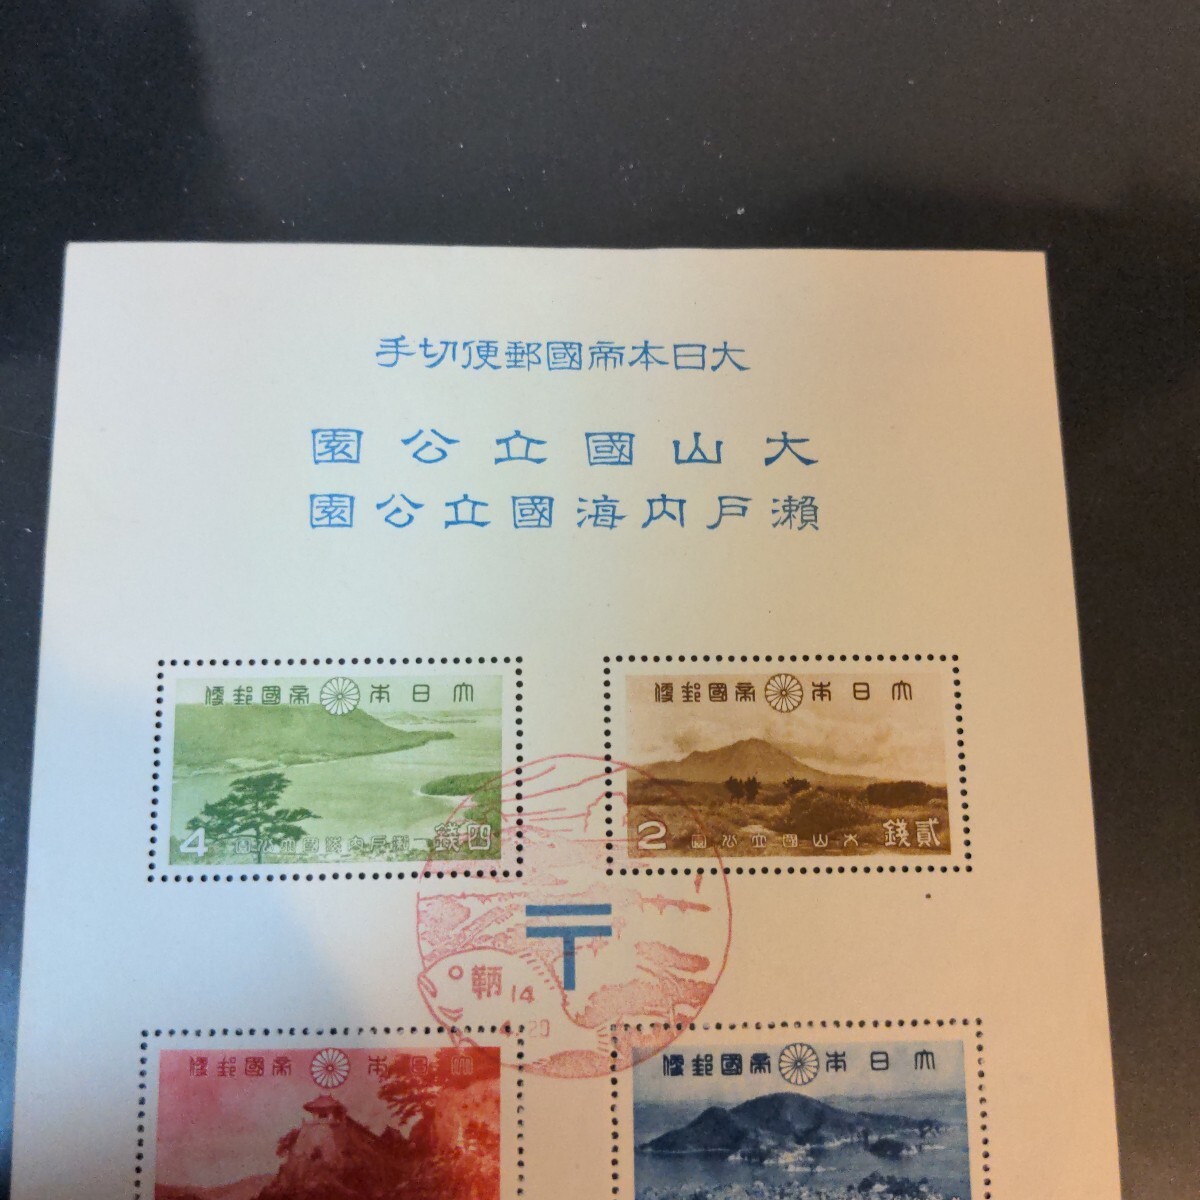 大日本帝國郵便切手
大山國立公園
瀨戸内海國立公園
大日本帝國郵便
瀨戸内海國立公園
4
四錢
大日本帝國郵便
大山國立公園
2
貳錢
〒
鞆
14
4.20
大日本帝國郵便
大日本帝國郵便